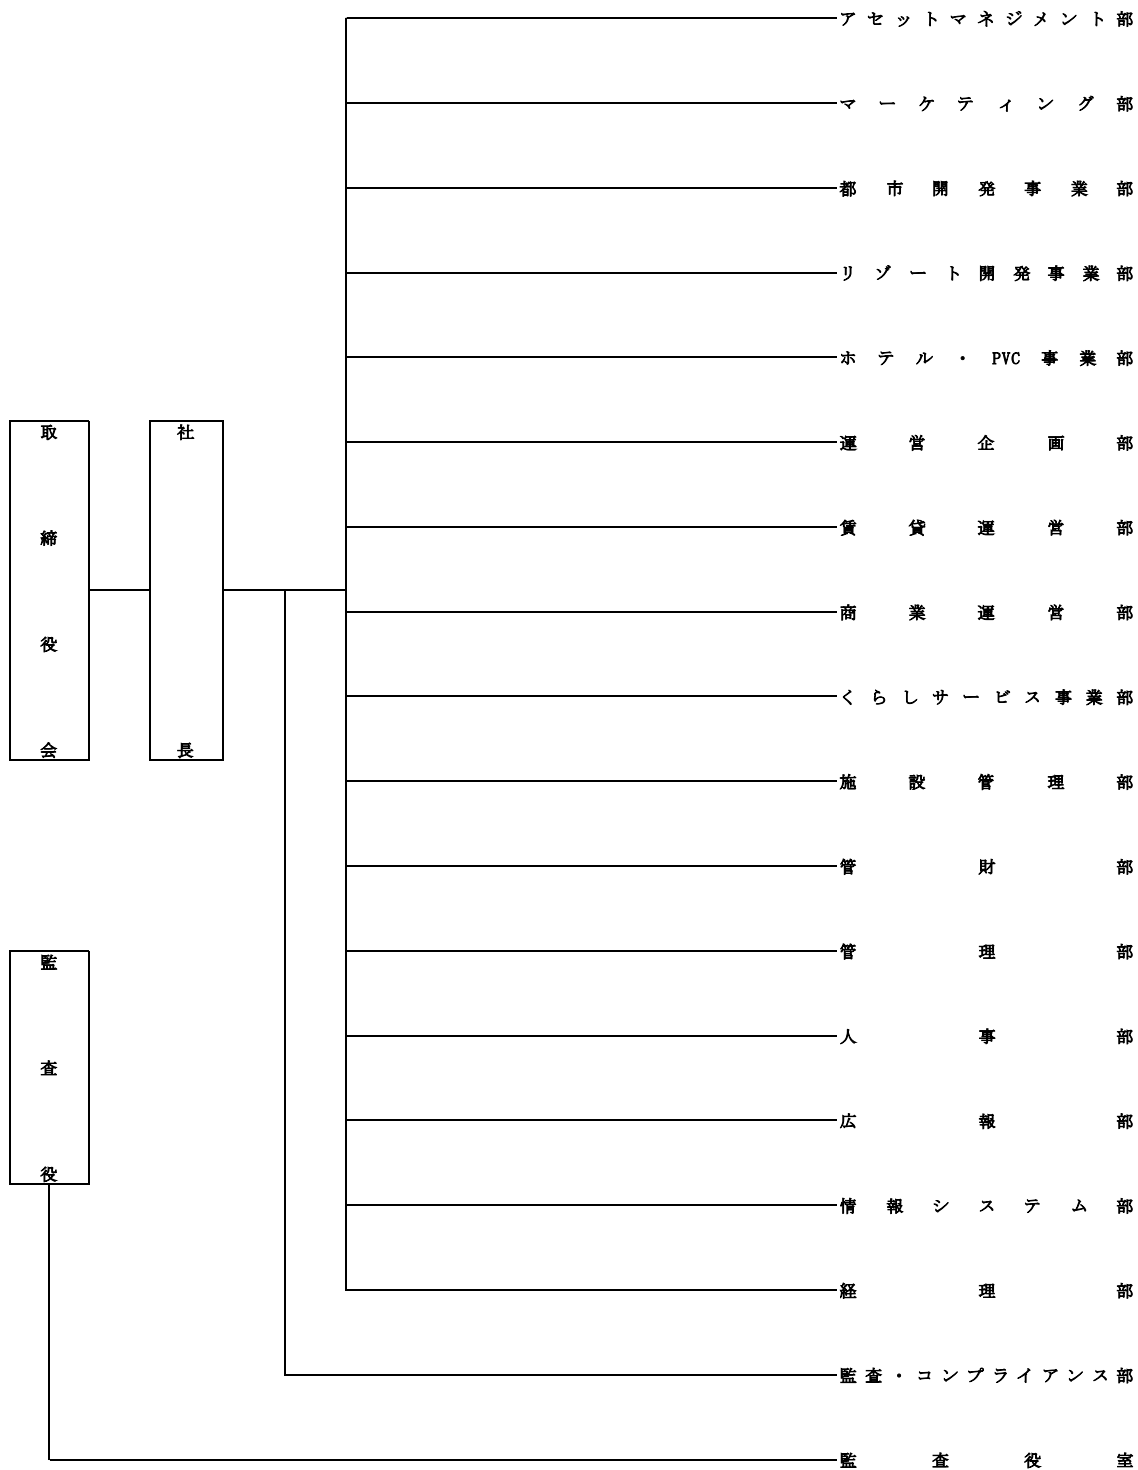 アセットマネジメント部
マーケティング部
都市開発事業部
リゾート開発事業部
ホテル・PVC事業部
取締役会
社長
運営企画部
賃貸運営部
商業運営部
くらしサービス事業部
施設管理部
管財部
監査役
管理部
人事部
広報部
情報システム部
経理部
監査・コンプライアンス部
監査役室